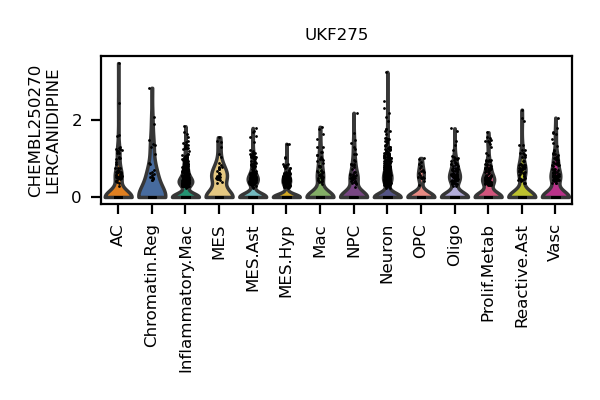 UKF275
CHEMBL250270
LERCANIDIPINE
2
0
AC
Chromatin.Reg
Inflammatory.Mac
MES
MES.Ast
MES.Hyp
Mac
NPC
Neuron
OPC
Oligo
Prolif.Metab
Reactive.Ast
Vasc